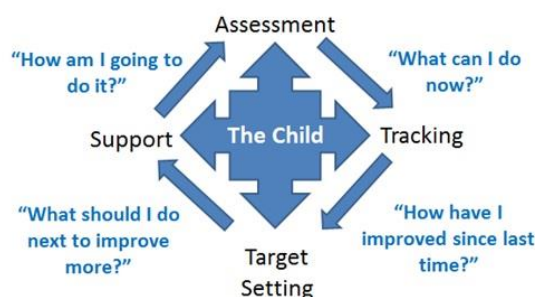 Assessment
“How am I going to
do it?”
“What can I do
now?”
Support
The Child
Tracking
“What should I do
next to improve
more?”
“How have I
improved since last
time?”
Target
Setting